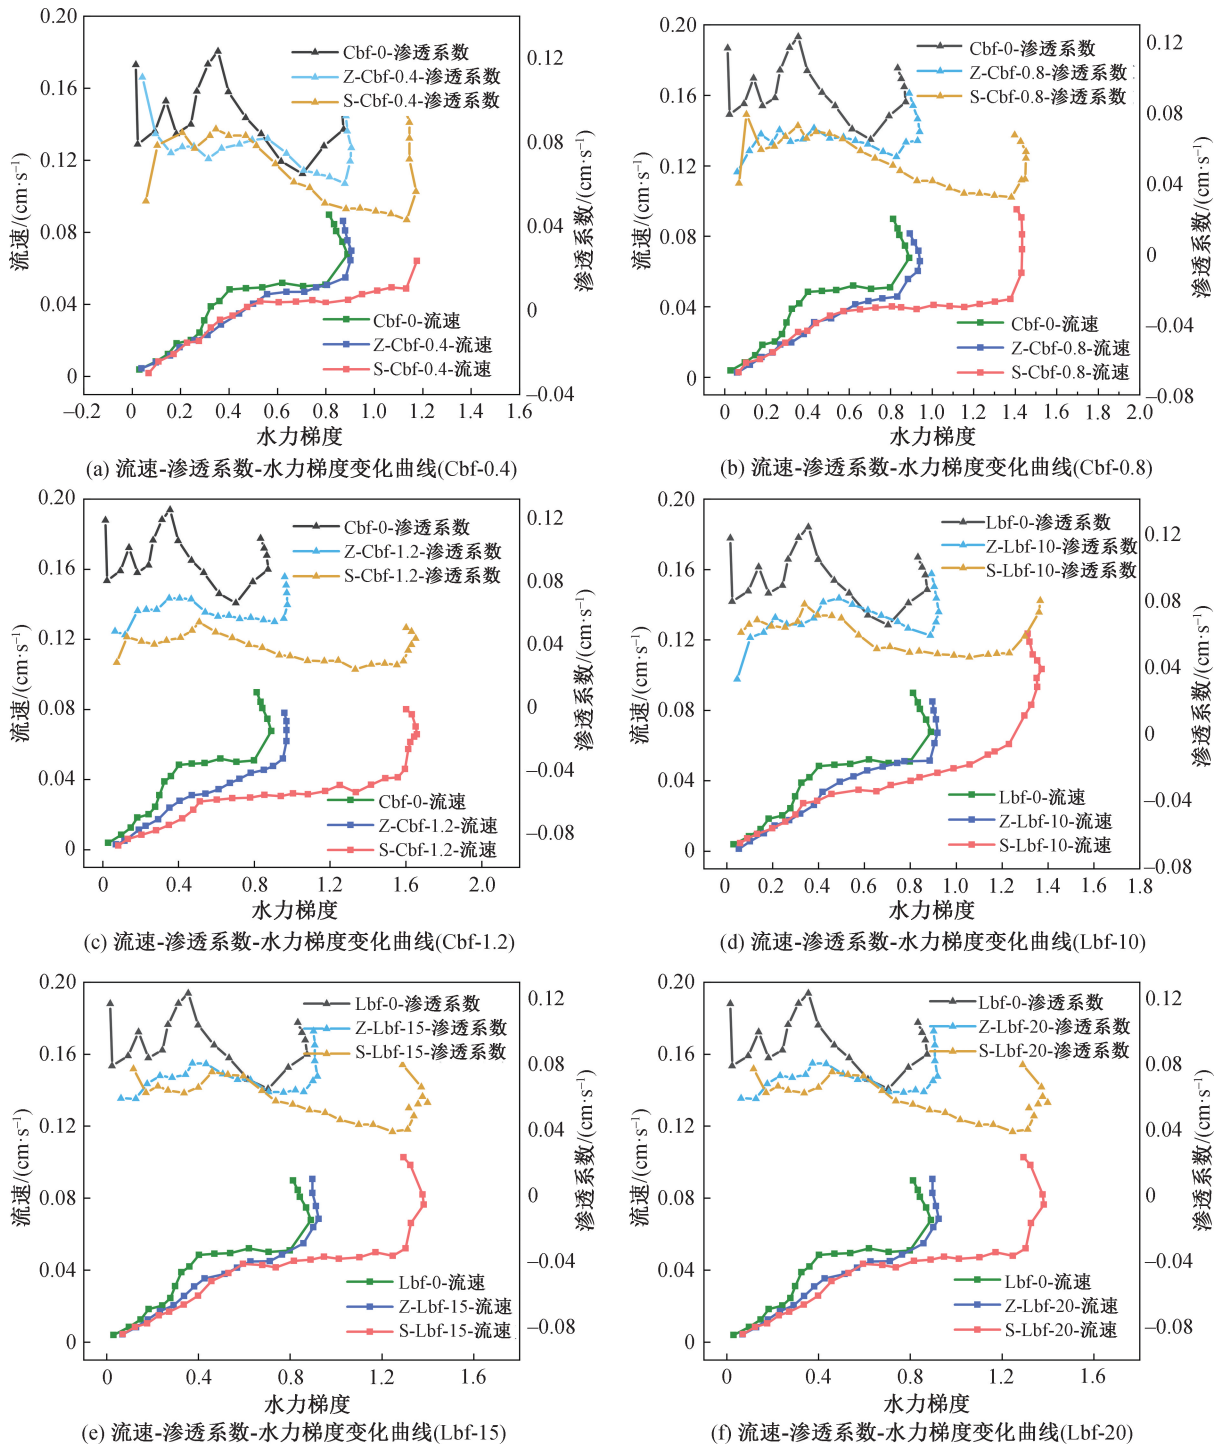 0.20
0.16
0.12
0.08
0.04
0
流速/(cm·s⁻¹)
0.12
0.08
0.04
0
−0.04
渗透系数/(cm·s⁻¹)
Cbf-0-渗透系数
Z-Cbf-0.4-渗透系数
S-Cbf-0.4-渗透系数
Cbf-0-流速
Z-Cbf-0.4-流速
S-Cbf-0.4-流速
−0.2 0 0.2 0.4 0.6 0.8 1.0 1.2 1.4 1.6
水力梯度
(a) 流速-渗透系数-水力梯度变化曲线(Cbf-0.4)
0.20
0.16
0.12
0.08
0.04
0
流速/(cm·s⁻¹)
0.12
0.08
0.04
0
−0.04
−0.08
渗透系数/(cm·s⁻¹)
Cbf-0-渗透系数
Z-Cbf-0.8-渗透系数
S-Cbf-0.8-渗透系数
Cbf-0-流速
Z-Cbf-0.8-流速
S-Cbf-0.8-流速
0 0.2 0.4 0.6 0.8 1.0 1.2 1.4 1.6 1.8 2.0
水力梯度
(b) 流速-渗透系数-水力梯度变化曲线(Cbf-0.8)
0.20
0.16
0.12
0.08
0.04
0
流速/(cm·s⁻¹)
0.12
0.08
0.04
0
−0.04
−0.08
渗透系数/(cm·s⁻¹)
Cbf-0-渗透系数
Z-Cbf-1.2-渗透系数
S-Cbf-1.2-渗透系数
Cbf-0-流速
Z-Cbf-1.2-流速
S-Cbf-1.2-流速
0 0.4 0.8 1.2 1.6 2.0
水力梯度
(c) 流速-渗透系数-水力梯度变化曲线(Cbf-1.2)
0.20
0.16
0.12
0.08
0.04
0
流速/(cm·s⁻¹)
0.12
0.08
0.04
0
−0.04
−0.08
渗透系数/(cm·s⁻¹)
Lbf-0-渗透系数
Z-Lbf-10-渗透系数
S-Lbf-10-渗透系数
Lbf-0-流速
Z-Lbf-10-流速
S-Lbf-10-流速
0 0.2 0.4 0.6 0.8 1.0 1.2 1.4 1.6 1.8
水力梯度
(d) 流速-渗透系数-水力梯度变化曲线(Lbf-10)
0.20
0.16
0.12
0.08
0.04
0
流速/(cm·s⁻¹)
0.12
0.08
0.04
0
−0.04
−0.08
渗透系数/(cm·s⁻¹)
Lbf-0-渗透系数
Z-Lbf-15-渗透系数
S-Lbf-15-渗透系数
Lbf-0-流速
Z-Lbf-15-流速
S-Lbf-15-流速
0 0.4 0.8 1.2 1.6
水力梯度
(e) 流速-渗透系数-水力梯度变化曲线(Lbf-15)
0.20
0.16
0.12
0.08
0.04
0
流速/(cm·s⁻¹)
0.12
0.08
0.04
0
−0.04
−0.08
渗透系数/(cm·s⁻¹)
Lbf-0-渗透系数
Z-Lbf-20-渗透系数
S-Lbf-20-渗透系数
Lbf-0-流速
Z-Lbf-20-流速
S-Lbf-20-流速
0 0.4 0.8 1.2 1.6
水力梯度
(f) 流速-渗透系数-水力梯度变化曲线(Lbf-20)